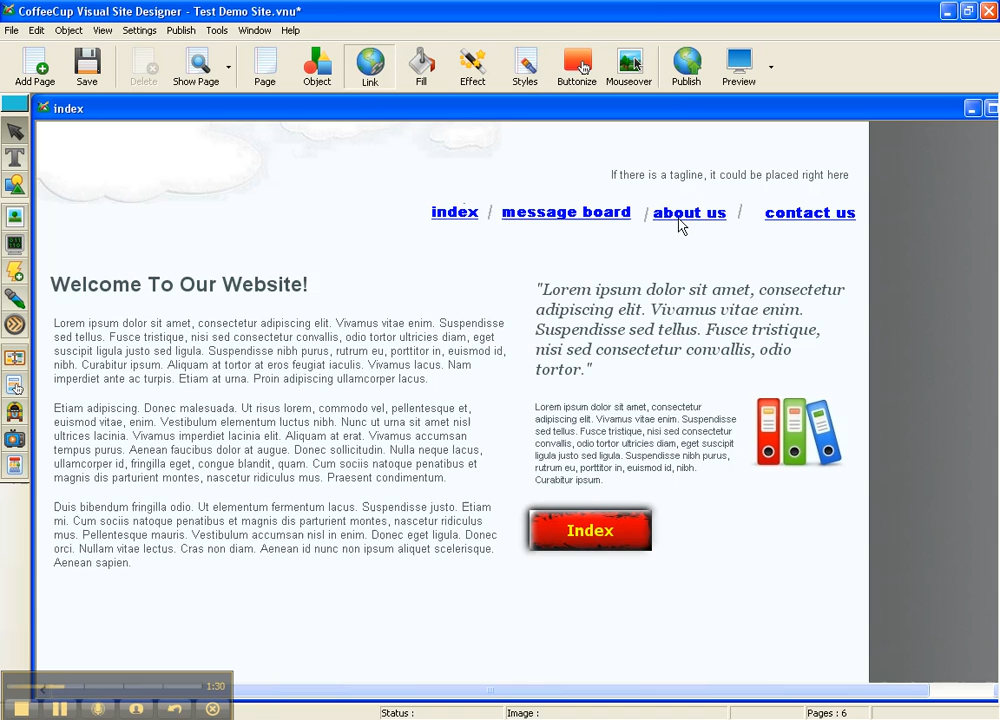 CoffeeCup Visual Site Designer - Test Demo Site.vnu*
File Edit Object View Settings Publish Tools Window Help
Add Page Save Delete Show Page Page Object Link Fill Effect Styles Buttonize Mouseover Publish Preview
index
If there is a tagline, it could be placed right here
index / message board / about us / contact us
Welcome To Our Website!
Lorem ipsum dolor sit amet, consectetur adipiscing elit. Vivamus vitae enim. Suspendisse
sed tellus. Fusce tristique, nisi sed consectetur convallis, odio tortor ultricies diam, eget
suscipit ligula justo sed ligula. Suspendisse nibh purus, rutrum eu, porttitor in, euismod id,
nibh. Curabitur ipsum. Aliquam at tortor at eros feugiat iaculis. Vivamus lacus. Nam
imperdiet ante ac turpis. Etiam at urna. Proin adipiscing ullamcorper lacus.
Etiam adipiscing. Donec malesuada. Ut risus lorem, commodo vel, pellentesque et,
euismod vitae, enim. Vestibulum elementum luctus nibh. Nunc ut urna sit amet nisl
ultrices lacinia. Vivamus imperdiet lacinia elit. Aliquam at erat. Vivamus accumsan
tempus purus. Aenean faucibus dolor at augue. Donec sollicitudin. Nulla neque lacus,
ullamcorper id, fringilla eget, congue blandit, quam. Cum sociis natoque penatibus et
magnis dis parturient montes, nascetur ridiculus mus. Praesent condimentum.
Duis bibendum fringilla odio. Ut elementum fermentum lacus. Suspendisse justo. Etiam
mi. Cum sociis natoque penatibus et magnis dis parturient montes, nascetur ridiculus
mus. Pellentesque mauris. Vestibulum accumsan nisl in enim. Donec eget ligula. Donec
orci. Nullam vitae lectus. Cras non diam. Aenean id nunc non ipsum aliquet scelerisque.
Aenean sapien.
"Lorem ipsum dolor sit amet, consectetur
adipiscing elit. Vivamus vitae enim.
Suspendisse sed tellus. Fusce tristique,
nisi sed consectetur convallis, odio
tortor."
Lorem ipsum dolor sit amet, consectetur
adipiscing elit. Vivamus vitae enim. Suspendisse
sed tellus. Fusce tristique, nisi sed consectetur
convallis, odio tortor ultricies diam, eget suscipit
ligula justo sed ligula. Suspendisse nibh purus,
rutrum eu, porttitor in, euismod id, nibh.
Curabitur ipsum.
Index
1:30
Status : Image : Pages : 6